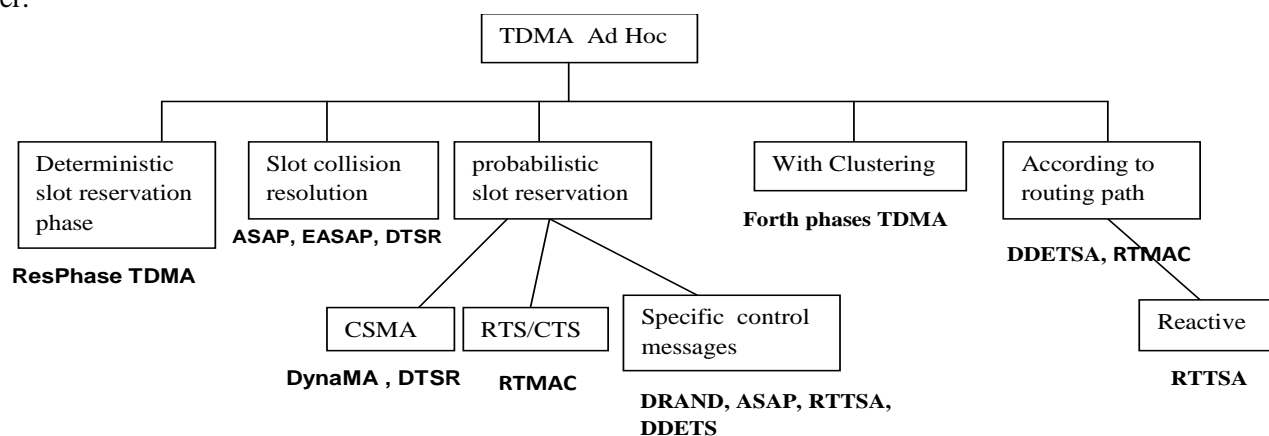 er.
TDMA Ad Hoc
Deterministic
slot reservation
phase
Slot collision
resolution
probabilistic
slot reservation
With Clustering
According to
routing path
ResPhase TDMA
ASAP, EASAP, DTSR
Forth phases TDMA
DDETSA, RTMAC
CSMA
RTS/CTS
Specific control
messages
Reactive
DynaMA , DTSR
RTMAC
DRAND, ASAP, RTTSA,
DDETS
RTTSA